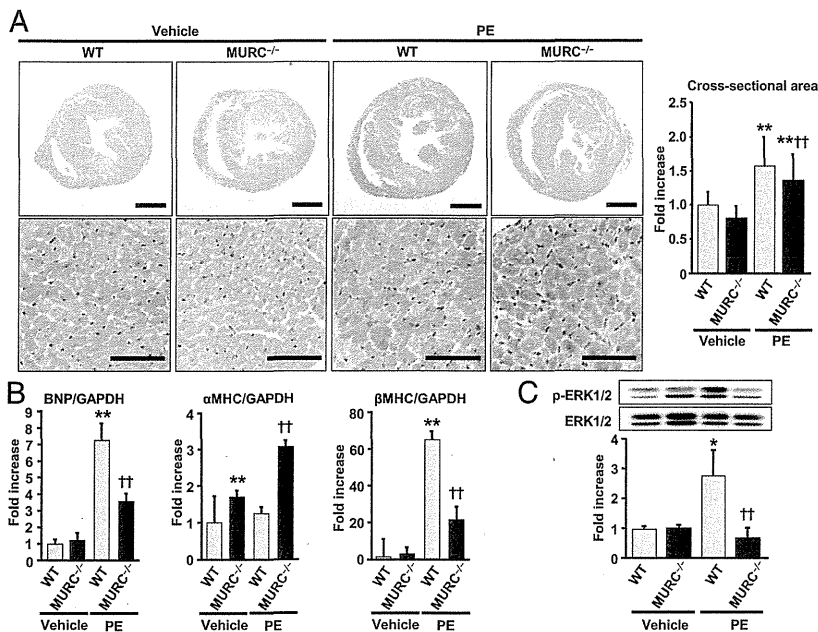 A
Vehicle
PE
WT
MURC⁻/⁻
WT
MURC⁻/⁻
Cross-sectional area
Fold increase
2.5
2.0
1.5
1.0
0.5
0
**
**††
WT
MURC⁻/⁻
WT
MURC⁻/⁻
Vehicle
PE
B
BNP/GAPDH
Fold increase
9
8
7
6
5
4
3
2
1
0
**
††
WT
MURC⁻/⁻
WT
MURC⁻/⁻
Vehicle
PE
αMHC/GAPDH
Fold increase
4
3
2
1
0
**
††
WT
MURC⁻/⁻
WT
MURC⁻/⁻
Vehicle
PE
βMHC/GAPDH
Fold increase
80
60
40
20
0
**
††
WT
MURC⁻/⁻
WT
MURC⁻/⁻
Vehicle
PE
C
p-ERK1/2
ERK1/2
Fold increase
4
3
2
1
0
*
††
WT
MURC⁻/⁻
WT
MURC⁻/⁻
Vehicle
PE